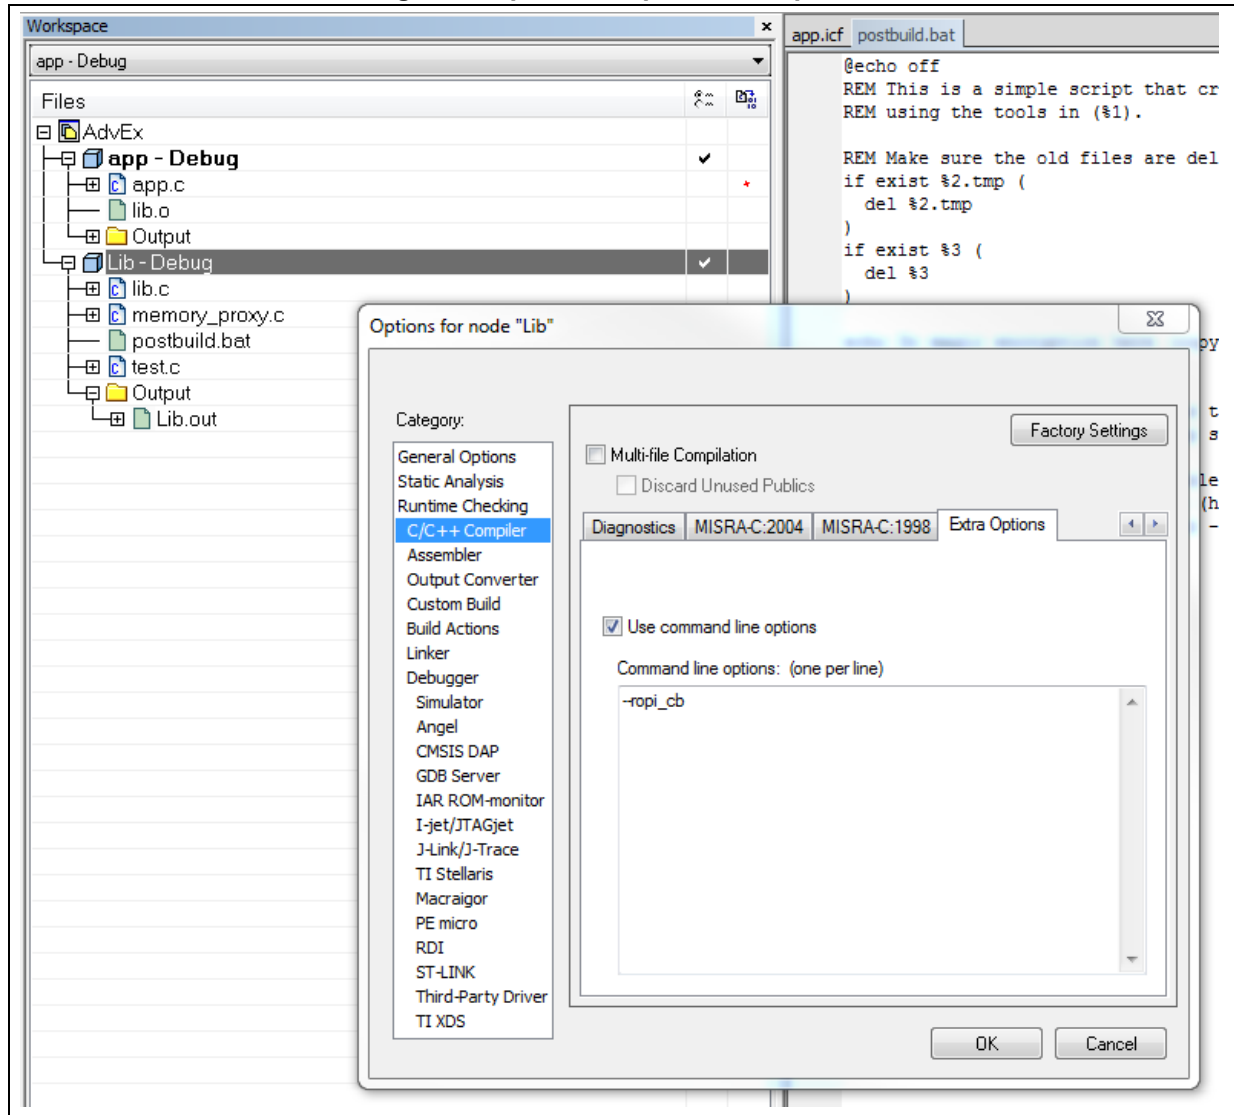 Workspace
x
app.icf postbuild.bat
app - Debug
Files
AdvEx
app - Debug
app.c
lib.o
Output
Lib - Debug
lib.c
memory_proxy.c
postbuild.bat
test.c
Output
Lib.out
@echo off
REM This is a simple script that cr
REM using the tools in (%1).
REM Make sure the old files are del
if exist %2.tmp (
del %2.tmp
)
if exist %3 (
del %3
)
py
t
s
le
(h
-
Options for node "Lib"
Category:
General Options
Static Analysis
Runtime Checking
C/C++ Compiler
Assembler
Output Converter
Custom Build
Build Actions
Linker
Debugger
Simulator
Angel
CMSIS DAP
GDB Server
IAR ROM-monitor
I-jet/JTAGjet
J-Link/J-Trace
TI Stellaris
Macraigor
PE micro
RDI
ST-LINK
Third-Party Driver
TI XDS
Factory Settings
Multi-file Compilation
Discard Unused Publics
Diagnostics MISRA-C:2004 MISRA-C:1998 Extra Options
Use command line options
Command line options: (one per line)
--ropi_cb
OK Cancel